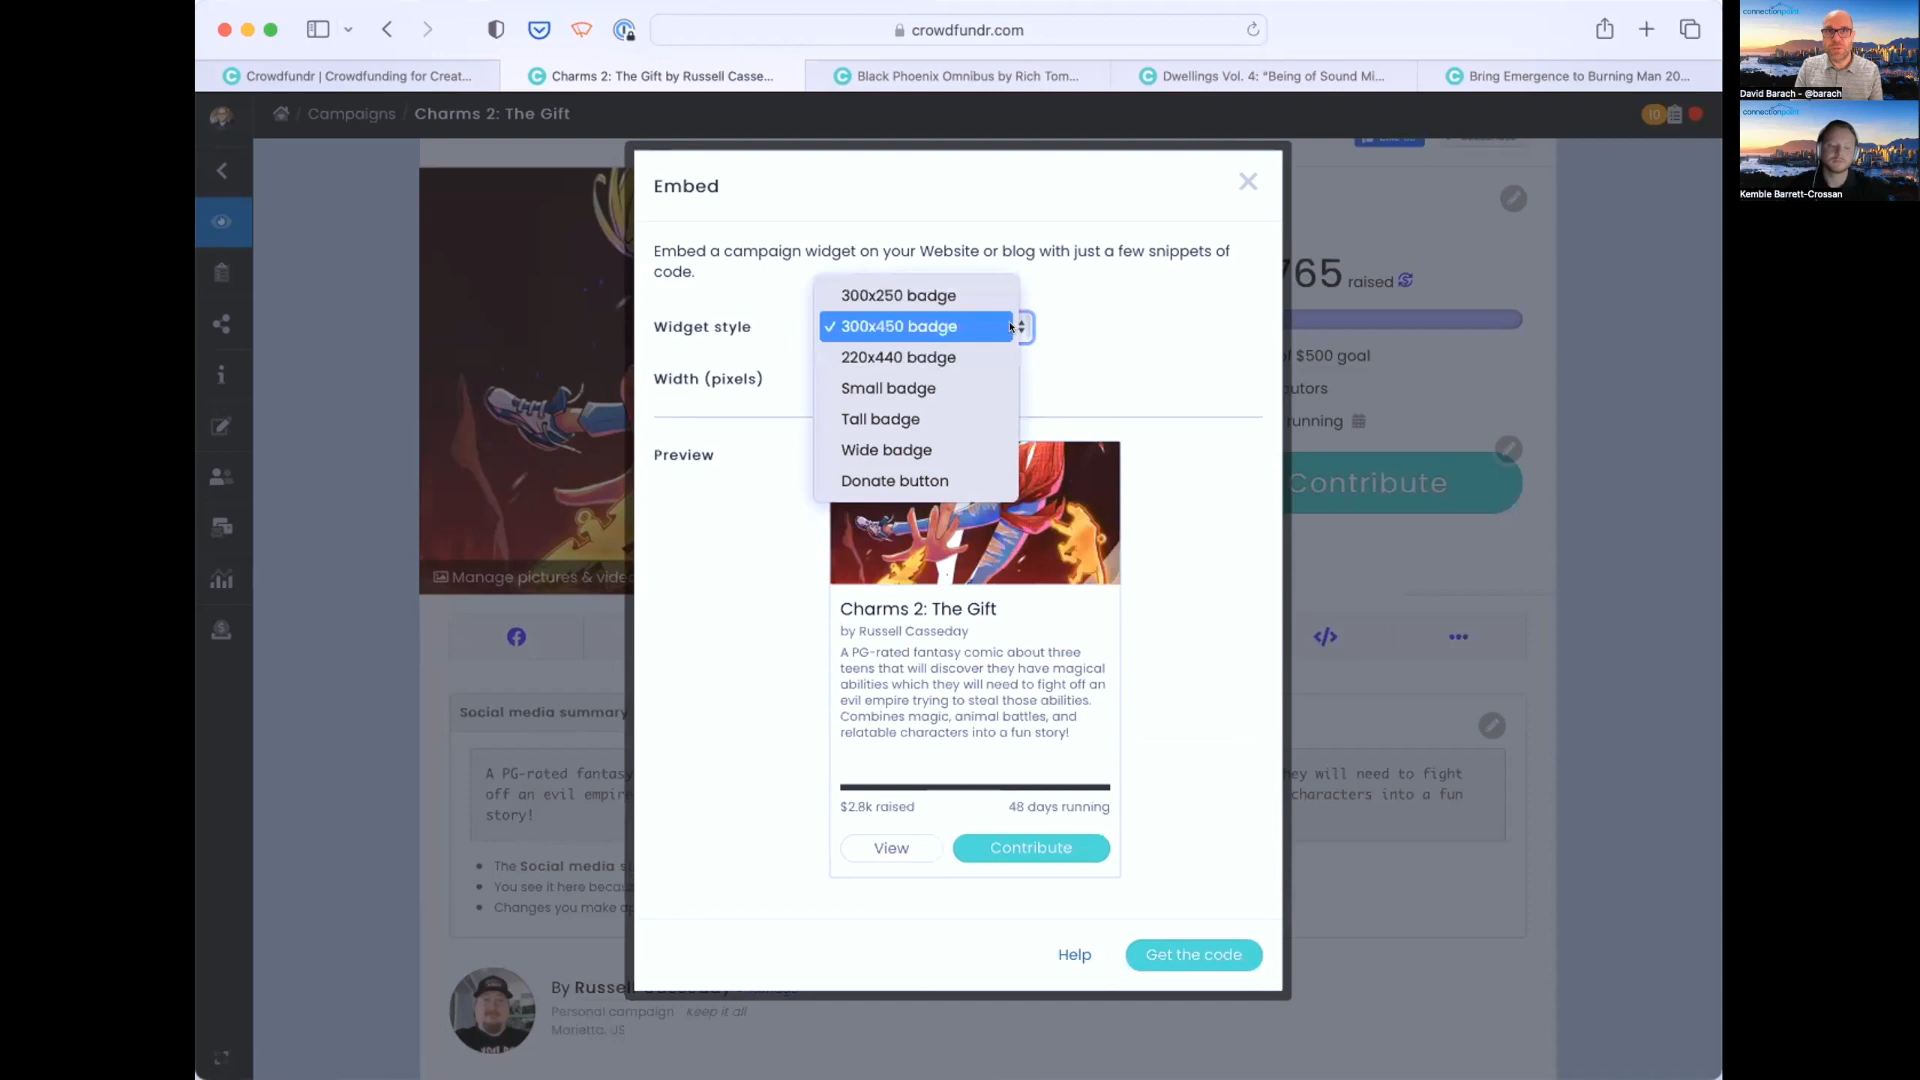 crowdfundr.com
Crowdfundr | Crowdfunding for Creat...
Charms 2: The Gift by Russell Casse...
Black Phoenix Omnibus by Rich Tom...
Dwellings Vol. 4: “Being of Sound Mi...
Bring Emergence to Burning Man 20...
Campaigns / Charms 2: The Gift
10
Embed
Embed a campaign widget on your Website or blog with just a few snippets of
code.
Widget style
300x250 badge
✓ 300x450 badge
220x440 badge
Small badge
Tall badge
Wide badge
Donate button
Width (pixels)
Preview
Charms 2: The Gift
by Russell Casseday
A PG-rated fantasy comic about three
teens that will discover they have magical
abilities which they will need to fight off an
evil empire trying to steal those abilities.
Combines magic, animal battles, and
relatable characters into a fun story!
$2.8k raised
48 days running
View
Contribute
Help
Get the code
765 raised
$500 goal
running
Contribute
Manage pictures &
Social media summary
A PG-rated
hey will need to fight
off an evil
characters into a fun
story!
The Social media
You see it here
Changes you make
By
Personal campaign Keep it all
Marietta, US
connectionpoint
David Barach - @barach
connectionpoint
Kemble Barrett-Crossan